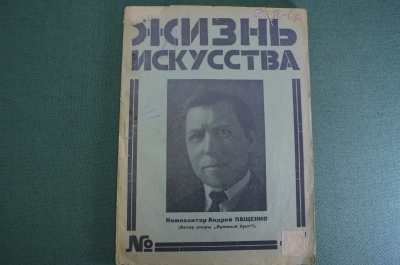 ЖИЗНЬ
ИСКУССТВА
Композитор Андрей ПАЩЕНКО
(Автор оперы „Орлиный бунт“).
№